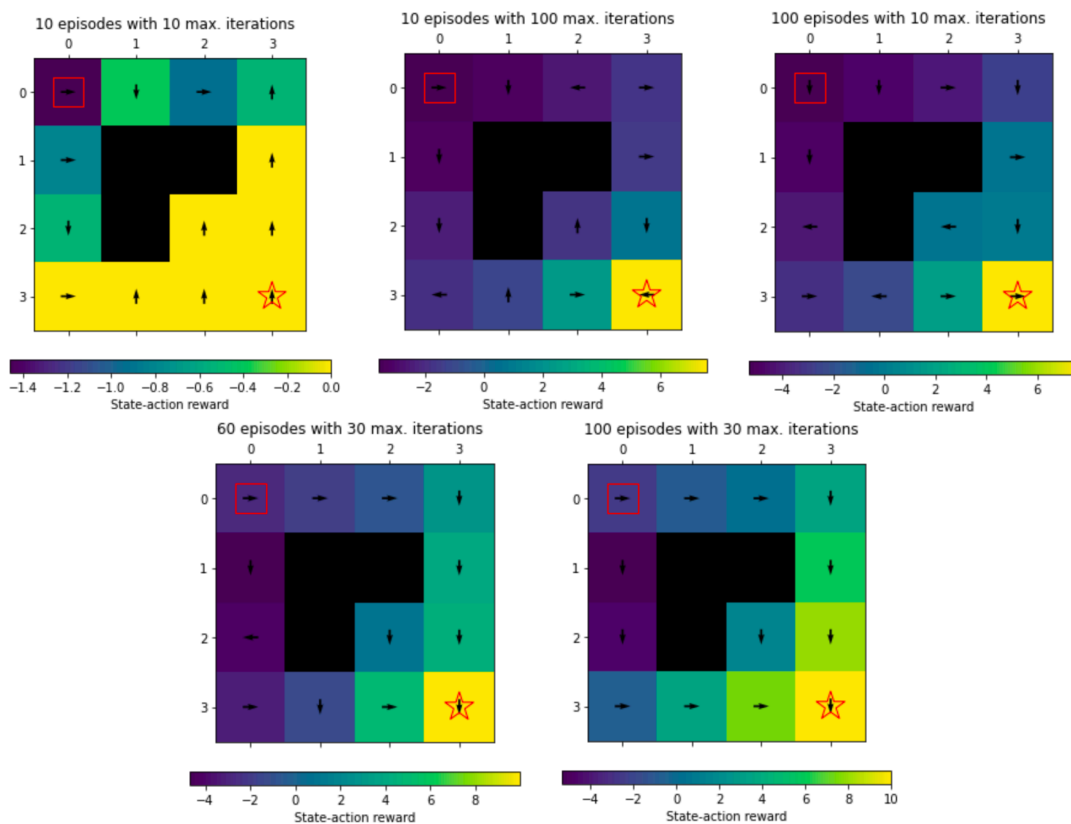 10 episodes with 10 max. iterations
0 1 2 3
0
1
2
3
−1.4 −1.2 −1.0 −0.8 −0.6 −0.4 −0.2 0.0
State-action reward
10 episodes with 100 max. iterations
0 1 2 3
0
1
2
3
−2 0 2 4 6
State-action reward
100 episodes with 10 max. iterations
0 1 2 3
0
1
2
3
−4 −2 0 2 4 6
State-action reward
60 episodes with 30 max. iterations
0 1 2 3
0
1
2
3
−4 −2 0 2 4 6 8
State-action reward
100 episodes with 30 max. iterations
0 1 2 3
0
1
2
3
−4 −2 0 2 4 6 8 10
State-action reward